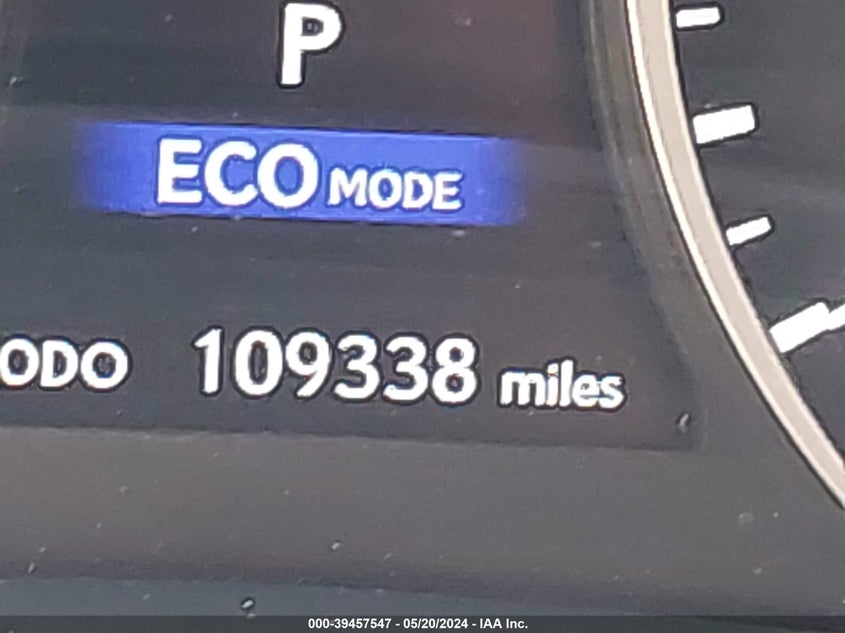 P
ECO MODE
ODO 109338 miles
000-39457547 - 05/20/2024 - IAA Inc.